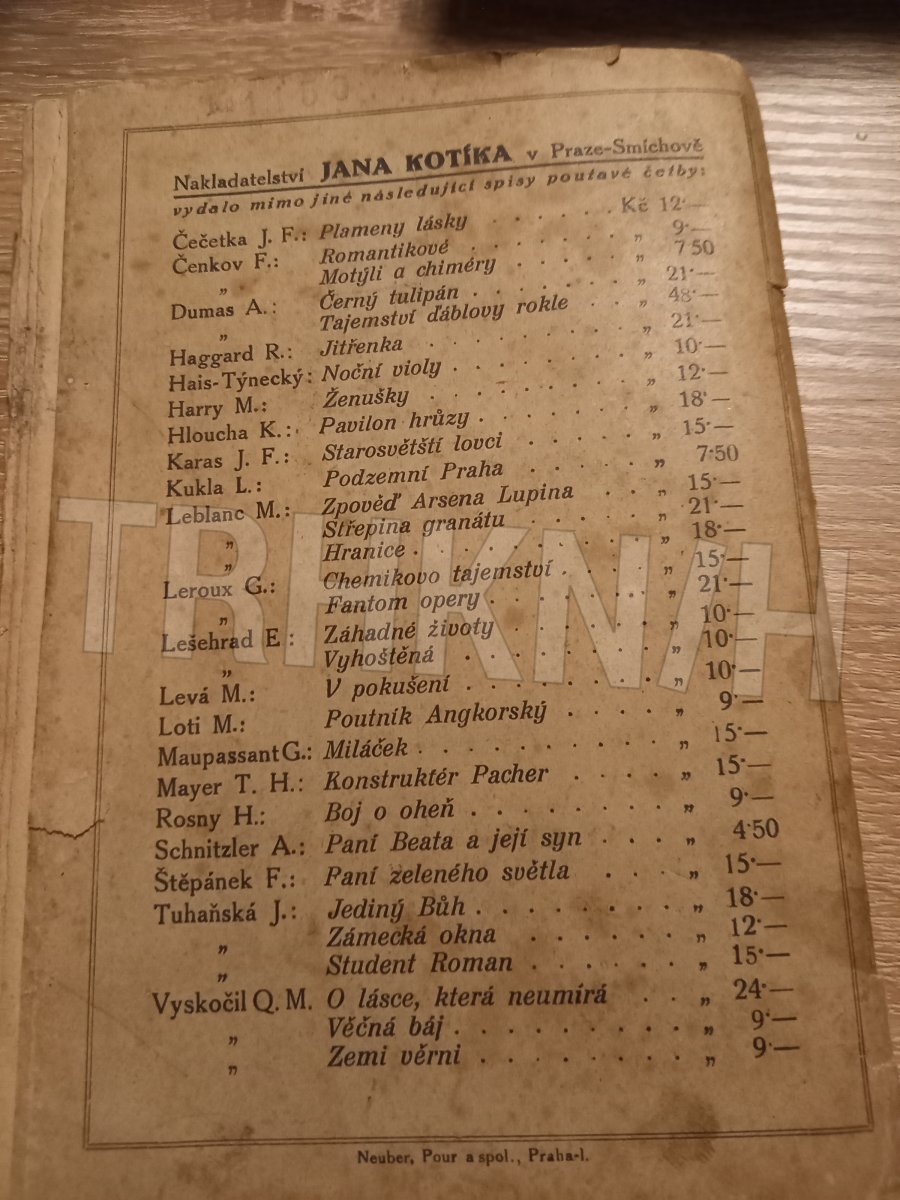 Nakladatelství JANA KOTÍKA v Praze-Smíchově
vydalo mimo jiné následující spisy poutavé četby:
Čečetka J. F.: Plameny lásky . . . . . . Kč 12·—
Čenkov F.: Romantikové . . . . . . „ 9·—
„ Motýli a chiméry . . . . . „ 7·50
Dumas A.: Černý tulipán . . . . . . „ 21·—
„ Tajemství ďáblovy rokle . . „ 48·—
Haggard R.: Jitřenka . . . . . . . . „ 21·—
Hais-Týnecký: Noční violy . . . . . . . „ 10·—
Harry M.: Ženušky . . . . . . . . „ 12·—
Hloucha K.: Pavilon hrůzy . . . . . . „ 18·—
Karas J. F.: Starosvětští lovci . . . . . „ 15·—
Kukla L.: Podzemní Praha . . . . . „ 7·50
Leblanc M.: Zpověď Arsena Lupina . . „ 15·—
„ Střepina granátu . . . . . „ 21·—
„ Hranice . . . . . . . . . „ 18·—
Leroux G.: Chemikovo tajemství . . . . „ 15·—
„ Fantom opery . . . . . . . „ 21·—
Lešehrad E : Záhadné životy . . . . . . „ 10·—
„ Vyhoštěná . . . . . . . . „ 10·—
Levá M.: V pokušení . . . . . . . . „ 10·—
Loti M.: Poutník Angkorský . . . . „ 9·—
Maupassant G.: Miláček . . . . . . . . . „ 15·—
Mayer T. H.: Konstruktér Pacher . . . . „ 15·—
Rosny H.: Boj o oheň . . . . . . . . „ 9·—
Schnitzler A.: Paní Beata a její syn . . . „ 4·50
Štěpánek F.: Paní zeleného světla . . . „ 15·—
Tuhaňská J.: Jediný Bůh . . . . . . . . „ 18·—
„ Zámecká okna . . . . . . „ 12·—
„ Student Roman . . . . . . „ 15·—
Vyskočil Q. M. O lásce, která neumírá . . „ 24·—
„ Věčná báj . . . . . . . . . „ 9·—
„ Zemi věrni . . . . . . . . „ 9·—
Neuber, Pour a spol., Praha-I.
TRHKNIH